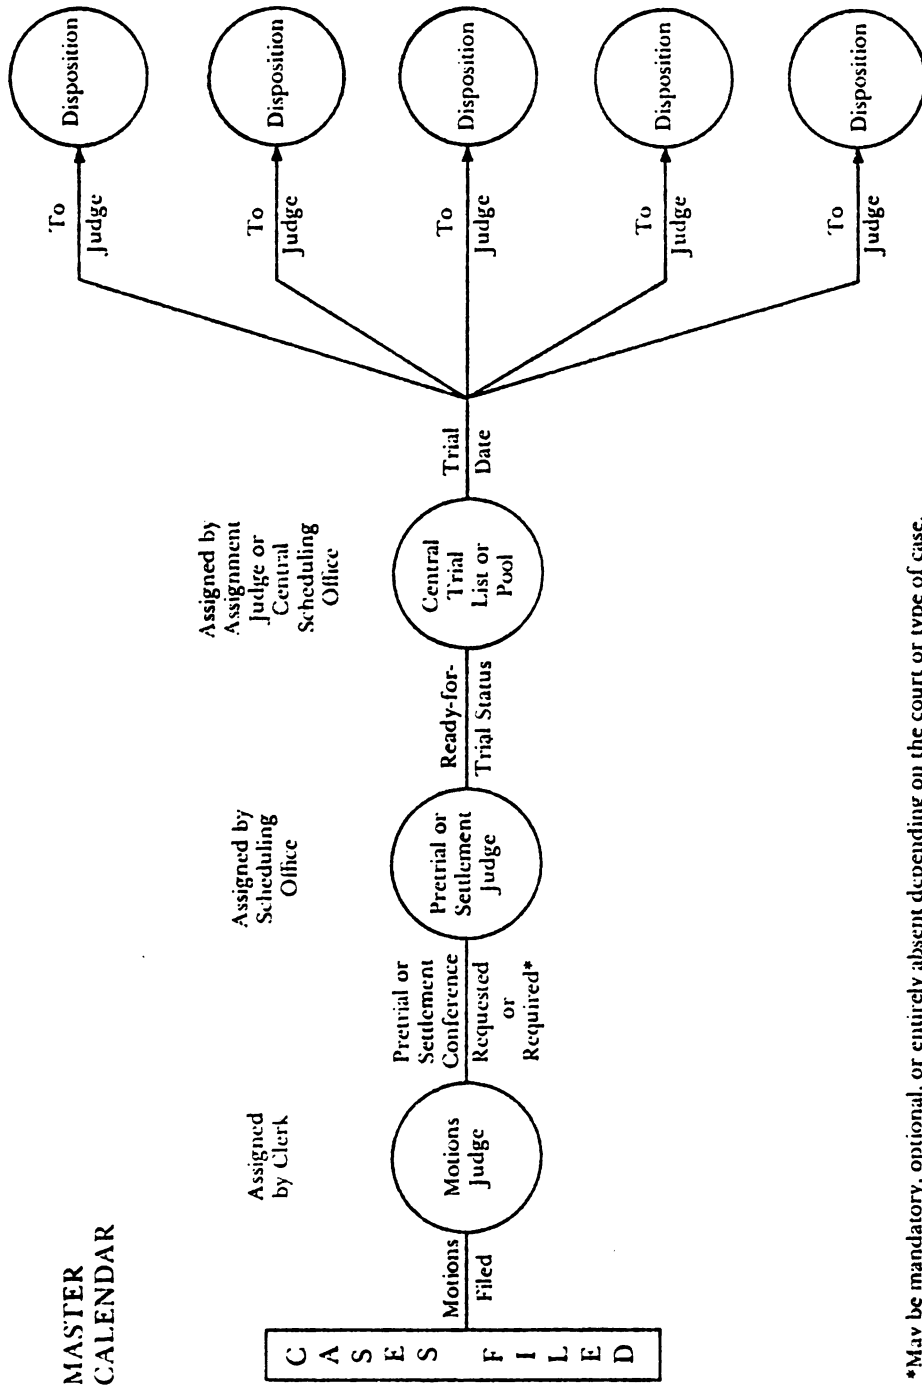 MASTER
CALENDAR
CASES FILED
Motions
Filed
Assigned
by Clerk
Motions
Judge
Pretrial or
Settlement
Conference
Requested
or
Required*
Assigned by
Scheduling
Office
Pretrial or
Settlement
Judge
Ready-for-
Trial Status
Assigned by
Assignment
Judge or
Central
Scheduling
Office
Central
Trial
List or
Pool
Trial
Date
To
Judge
Disposition
To
Judge
Disposition
To
Judge
Disposition
To
Judge
Disposition
To
Judge
Disposition
*May be mandatory, optional, or entirely absent depending on the court or type of case.